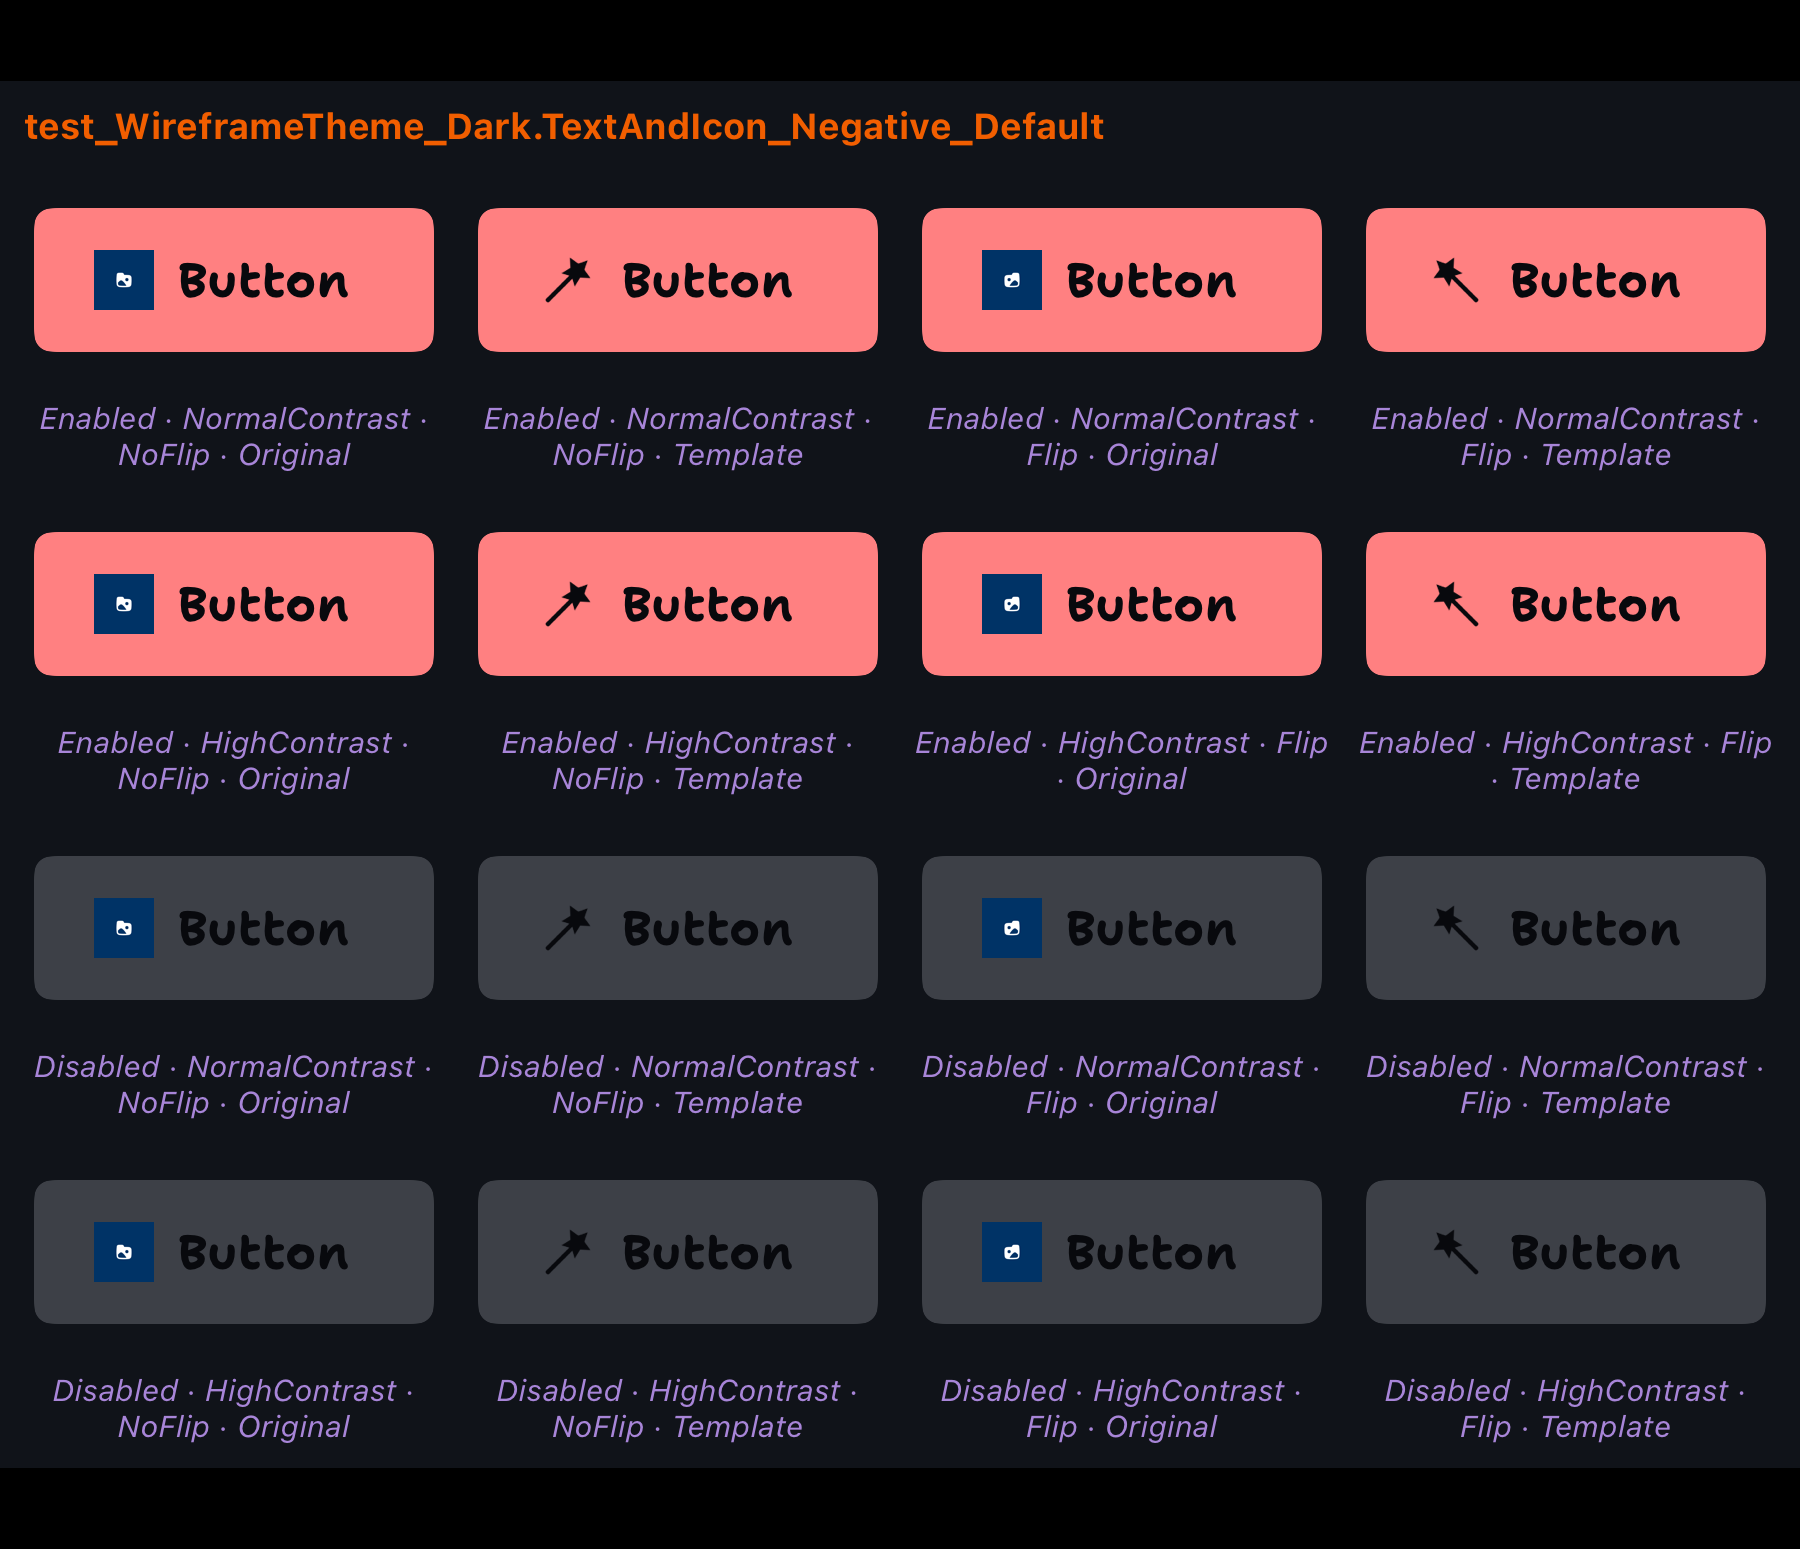 test_WireframeTheme_Dark.TextAndIcon_Negative_Default
Button
Button
Button
Button
Enabled · NormalContrast ·
NoFlip · Original
Enabled · NormalContrast ·
NoFlip · Template
Enabled · NormalContrast ·
Flip · Original
Enabled · NormalContrast ·
Flip · Template
Button
Button
Button
Button
Enabled · HighContrast ·
NoFlip · Original
Enabled · HighContrast ·
NoFlip · Template
Enabled · HighContrast · Flip
· Original
Enabled · HighContrast · Flip
· Template
Button
Button
Button
Button
Disabled · NormalContrast ·
NoFlip · Original
Disabled · NormalContrast ·
NoFlip · Template
Disabled · NormalContrast ·
Flip · Original
Disabled · NormalContrast ·
Flip · Template
Button
Button
Button
Button
Disabled · HighContrast ·
NoFlip · Original
Disabled · HighContrast ·
NoFlip · Template
Disabled · HighContrast ·
Flip · Original
Disabled · HighContrast ·
Flip · Template